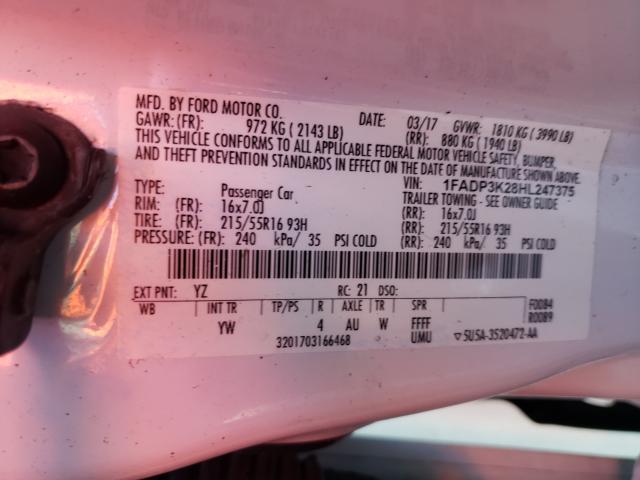 MFD. BY FORD MOTOR CO.
DATE: 03/17 GVWR: 1810 KG ( 3990 LB)
GAWR: (FR): 972 KG ( 2143 LB) (RR): 880 KG ( 1940 LB)
THIS VEHICLE CONFORMS TO ALL APPLICABLE FEDERAL MOTOR VEHICLE SAFETY, BUMPER,
AND THEFT PREVENTION STANDARDS IN EFFECT ON THE DATE OF MANUFACTURE SHOWN ABOVE.
VIN: 1FADP3K28HL247375
TYPE: Passenger Car TRAILER TOWING - SEE OWNER GUIDE
RIM: (FR): 16x7.0J (RR): 16x7.0J
TIRE: (FR): 215/55R16 93H (RR): 215/55R16 93H
PRESSURE: (FR): 240 kPa/ 35 PSI COLD (RR): 240 kPa/ 35 PSI COLD
EXT PNT: YZ RC: 21 DSO: F0084
WB INT TR TP/PS R AXLE TR SPR R0089
YW 4 AU W FFFF
3201703166468 UMU ▽5U5A-3520472-AA